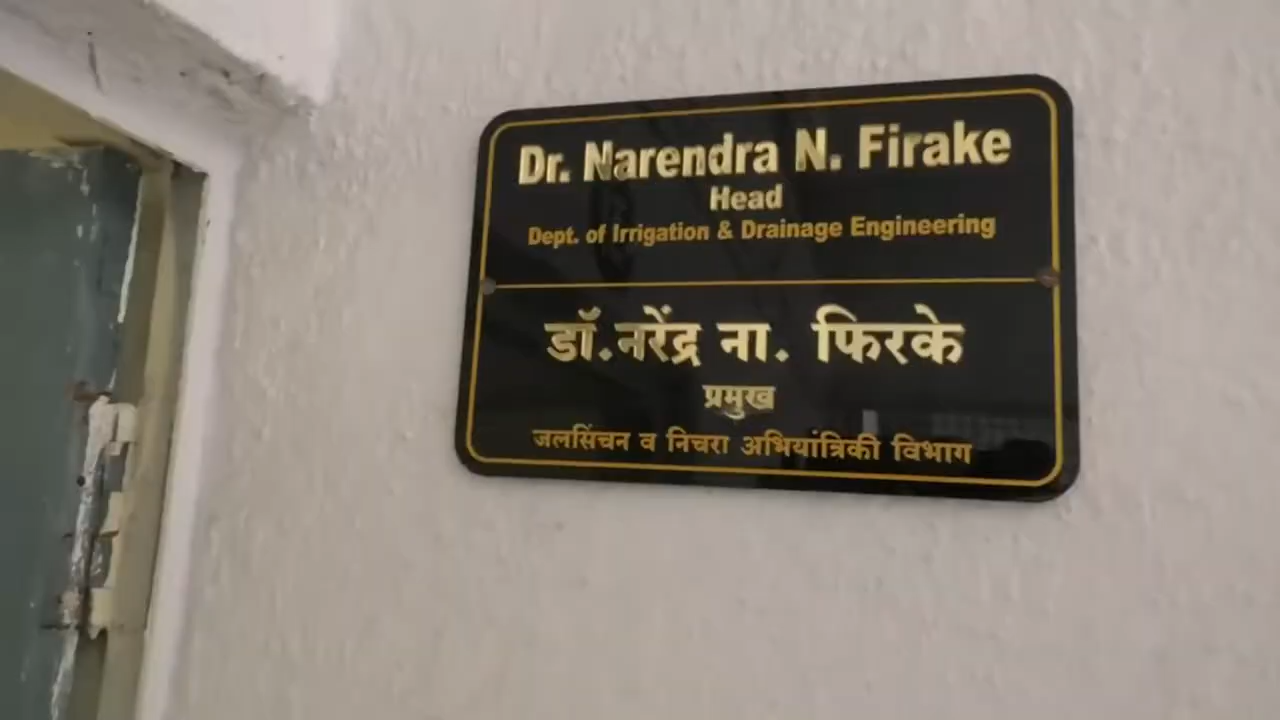 Dr. Narendra N. Firake
Head
Dept. of Irrigation & Drainage Engineering
डॉ.नरेंद्र ना. फिरके
प्रमुख
जलसिंचन व निचरा अभियांत्रिकी विभाग